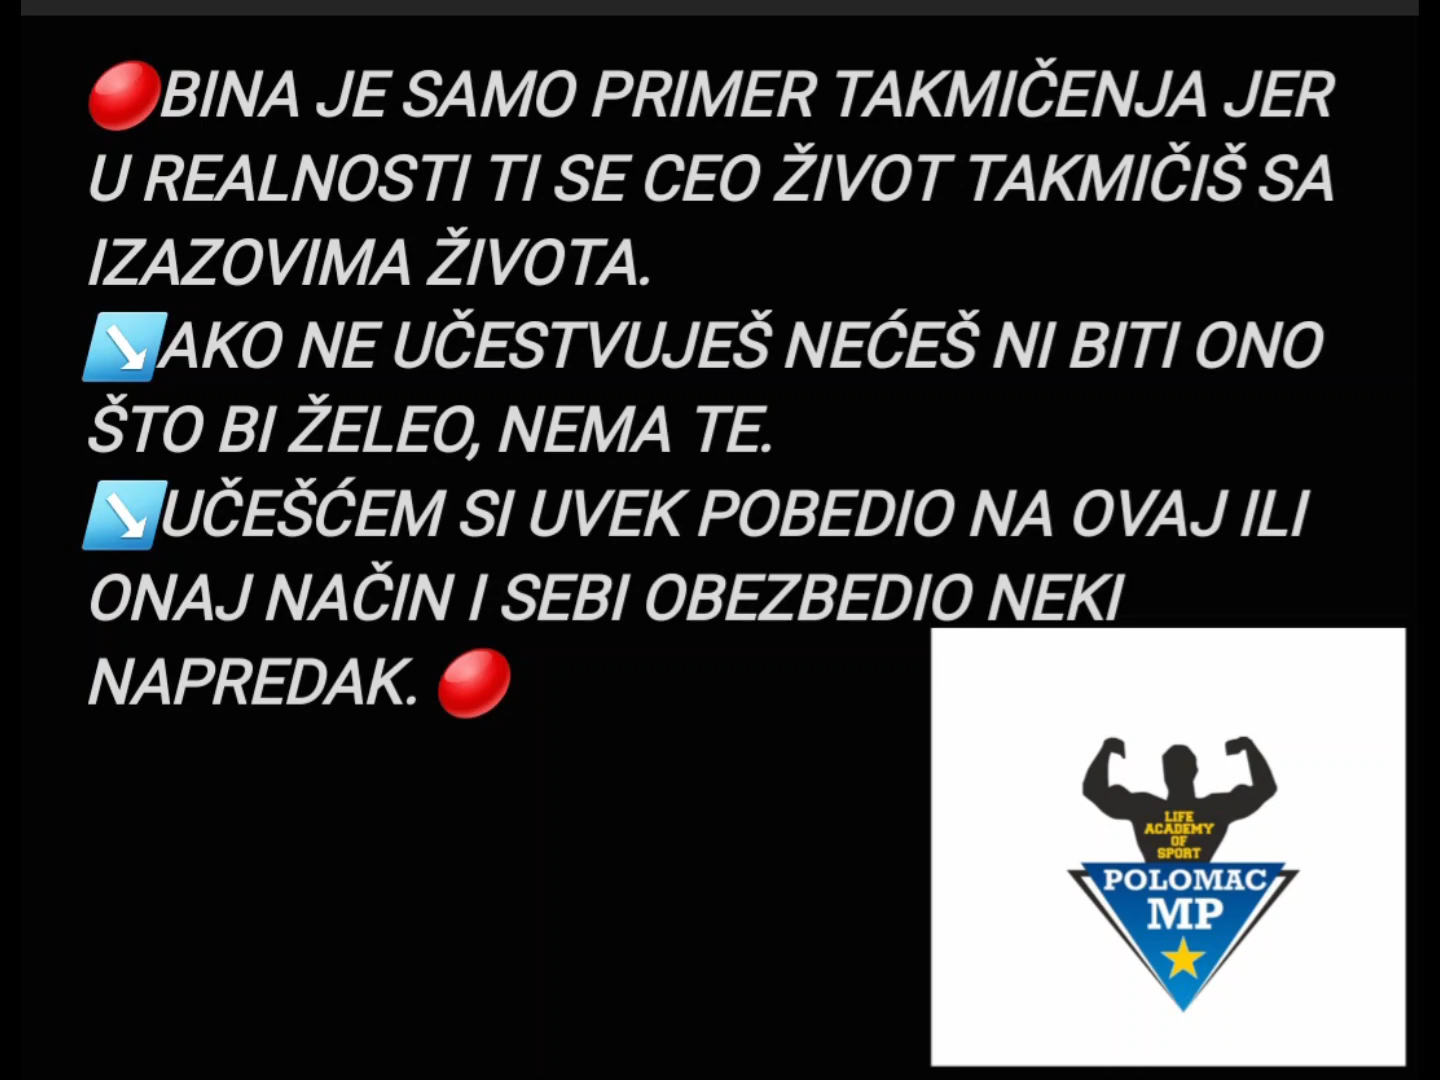 🔴BINA JE SAMO PRIMER TAKMIČENJA JER
U REALNOSTI TI SE CEO ŽIVOT TAKMIČIŠ SA
IZAZOVIMA ŽIVOTA.
↘️AKO NE UČESTVUJEŠ NEĆEŠ NI BITI ONO
ŠTO BI ŽELEO, NEMA TE.
↘️UČEŠĆEM SI UVEK POBEDIO NA OVAJ ILI
ONAJ NAČIN I SEBI OBEZBEDIO NEKI
NAPREDAK. 🔴
LIFE
ACADEMY
OF
SPORT
POLOMAC
MP